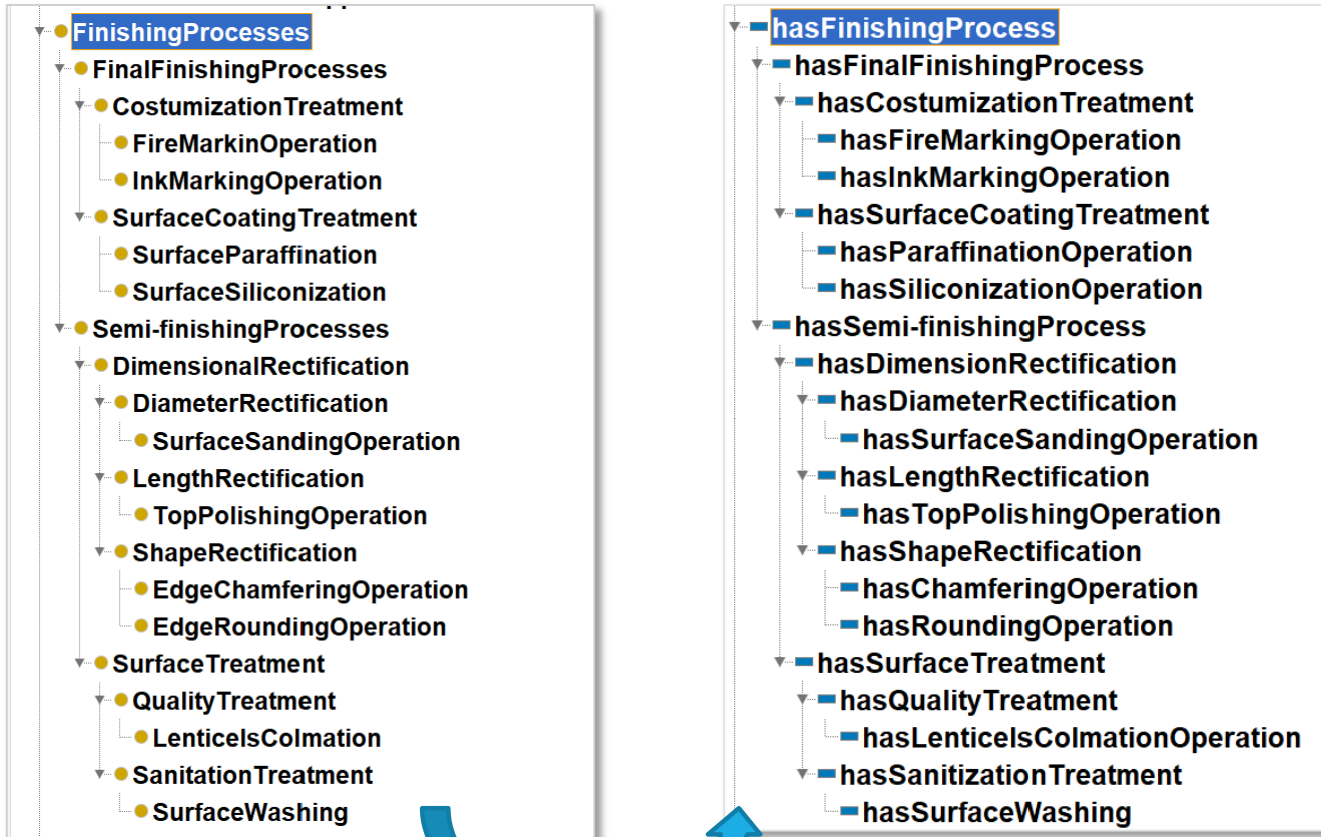 FinishingProcesses
FinalFinishingProcesses
CostumizationTreatment
FireMarkinOperation
InkMarkingOperation
SurfaceCoatingTreatment
SurfaceParaffination
SurfaceSiliconization
Semi-finishingProcesses
DimensionalRectification
DiameterRectification
SurfaceSandingOperation
LengthRectification
TopPolishingOperation
ShapeRectification
EdgeChamferingOperation
EdgeRoundingOperation
SurfaceTreatment
QualityTreatment
LenticelsColmation
SanitationTreatment
SurfaceWashing
hasFinishingProcess
hasFinalFinishingProcess
hasCostumizationTreatment
hasFireMarkingOperation
hasInkMarkingOperation
hasSurfaceCoatingTreatment
hasParaffinationOperation
hasSiliconizationOperation
hasSemi-finishingProcess
hasDimensionRectification
hasDiameterRectification
hasSurfaceSandingOperation
hasLengthRectification
hasTopPolishingOperation
hasShapeRectification
hasChamferingOperation
hasRoundingOperation
hasSurfaceTreatment
hasQualityTreatment
hasLenticelsColmationOperation
hasSanitizationTreatment
hasSurfaceWashing